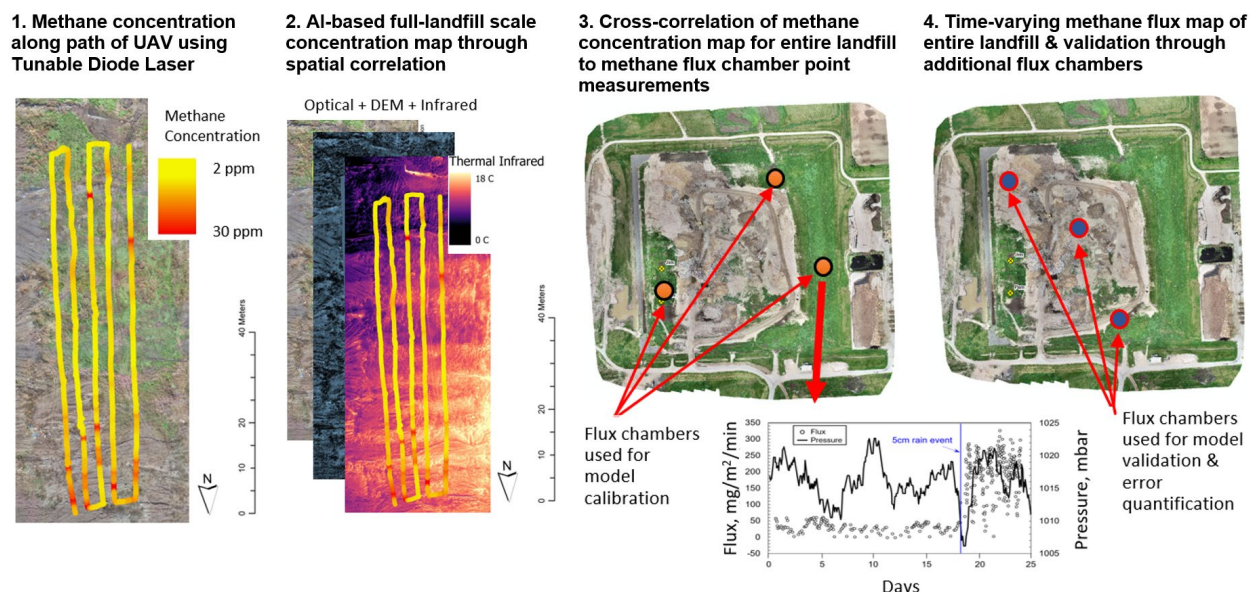 1. Methane concentration
along path of UAV using
Tunable Diode Laser
Methane
Concentration
2 ppm
30 ppm
40 Meters
20
10
0
N
2. AI-based full-landfill scale
concentration map through
spatial correlation
Optical + DEM + Infrared
Thermal Infrared
18 C
0 C
40 Meters
20
10
0
N
3. Cross-correlation of methane
concentration map for entire landfill
to methane flux chamber point
measurements
Flux chambers
used for
model
calibration
Flux, mg/m²/min
350
300
250
200
150
100
50
0
-50
Flux
Pressure
5cm rain event
1025
1020
1015
1010
1005
Pressure, mbar
0
5
10
15
20
25
Days
4. Time-varying methane flux map of
entire landfill & validation through
additional flux chambers
Flux chambers
used for model
validation &
error
quantification